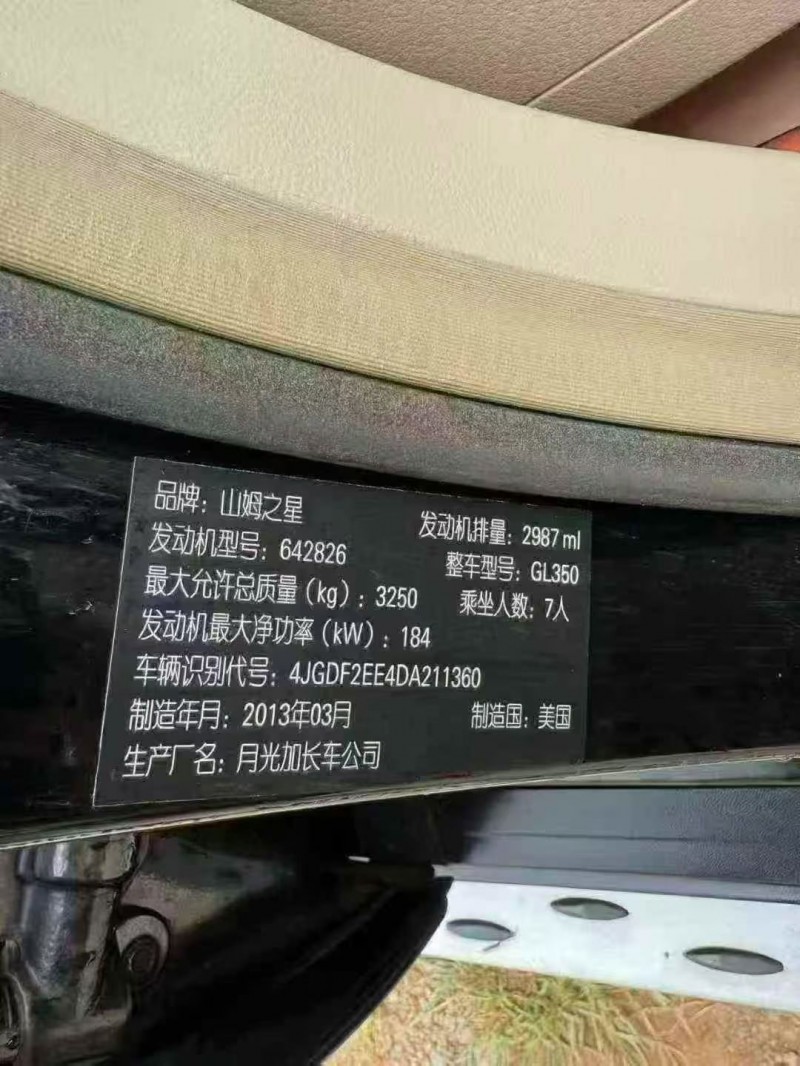 品牌：山姆之星
发动机排量：2987ml
发动机型号：642826
整车型号：GL350
最大允许总质量（kg）：3250
乘坐人数：7人
发动机最大净功率（kW）：184
车辆识别代号：4JGDF2EE4DA211360
制造年月：2013年03月
制造国：美国
生产厂名：月光加长车公司